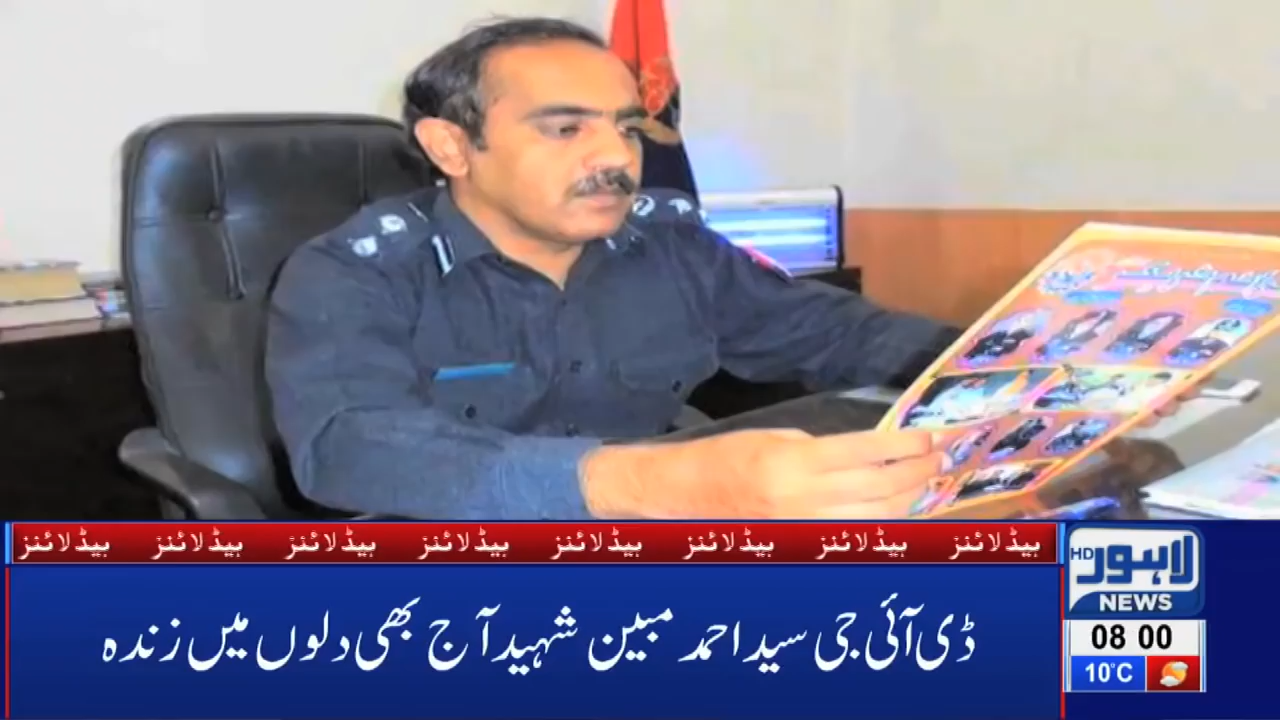 ہیڈلائنز ہیڈلائنز ہیڈلائنز ہیڈلائنز ہیڈلائنز ہیڈلائنز ہیڈلائنز ہیڈلائنز
ڈی آئی جی سید احمد مبین شہید آج بھی دلوں میں زندہ
HD لاہور
NEWS
08 00
10°C